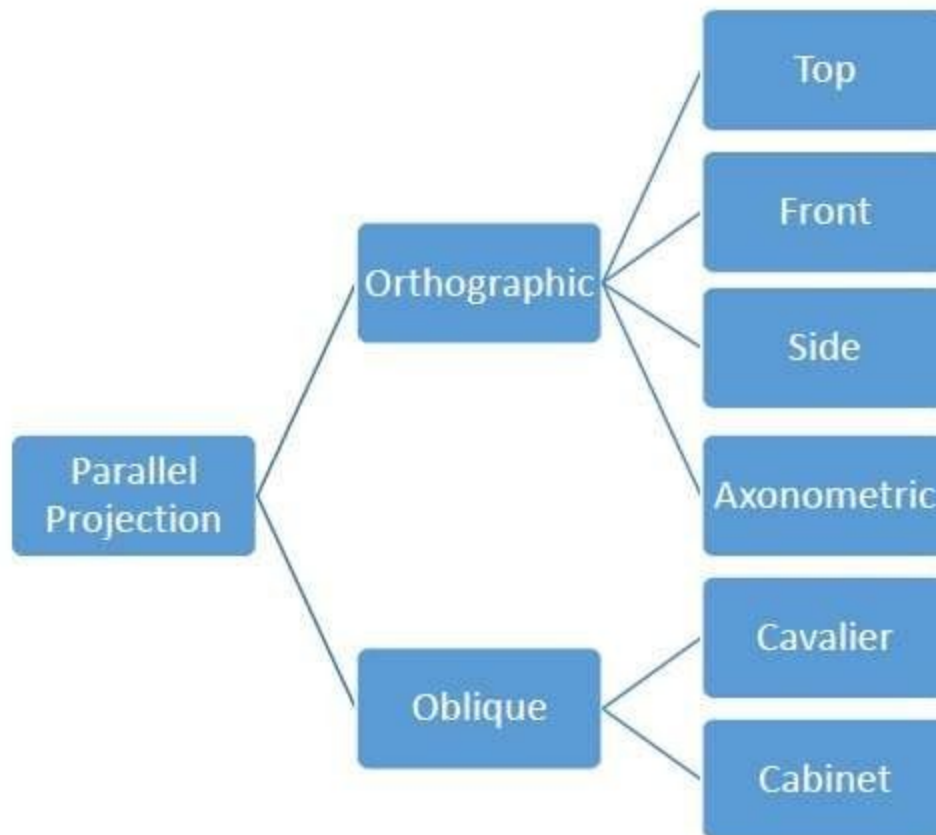 Top
Front
Orthographic
Side
Parallel
Projection
Axonometric
Cavalier
Oblique
Cabinet